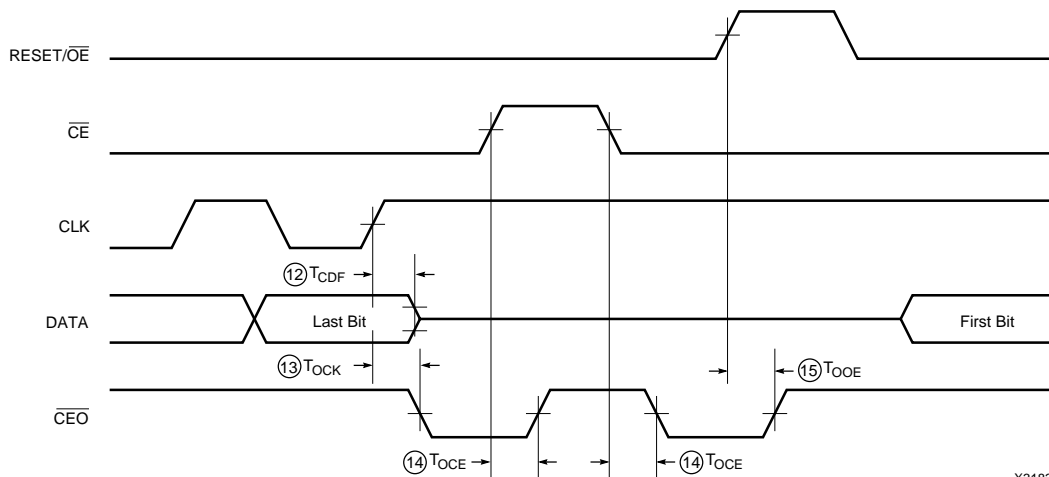 RESET/OE
CE
CLK
12 TCDF
DATA
Last Bit
First Bit
13 TOCK
15 TOOE
CEO
14 TOCE
14 TOCE